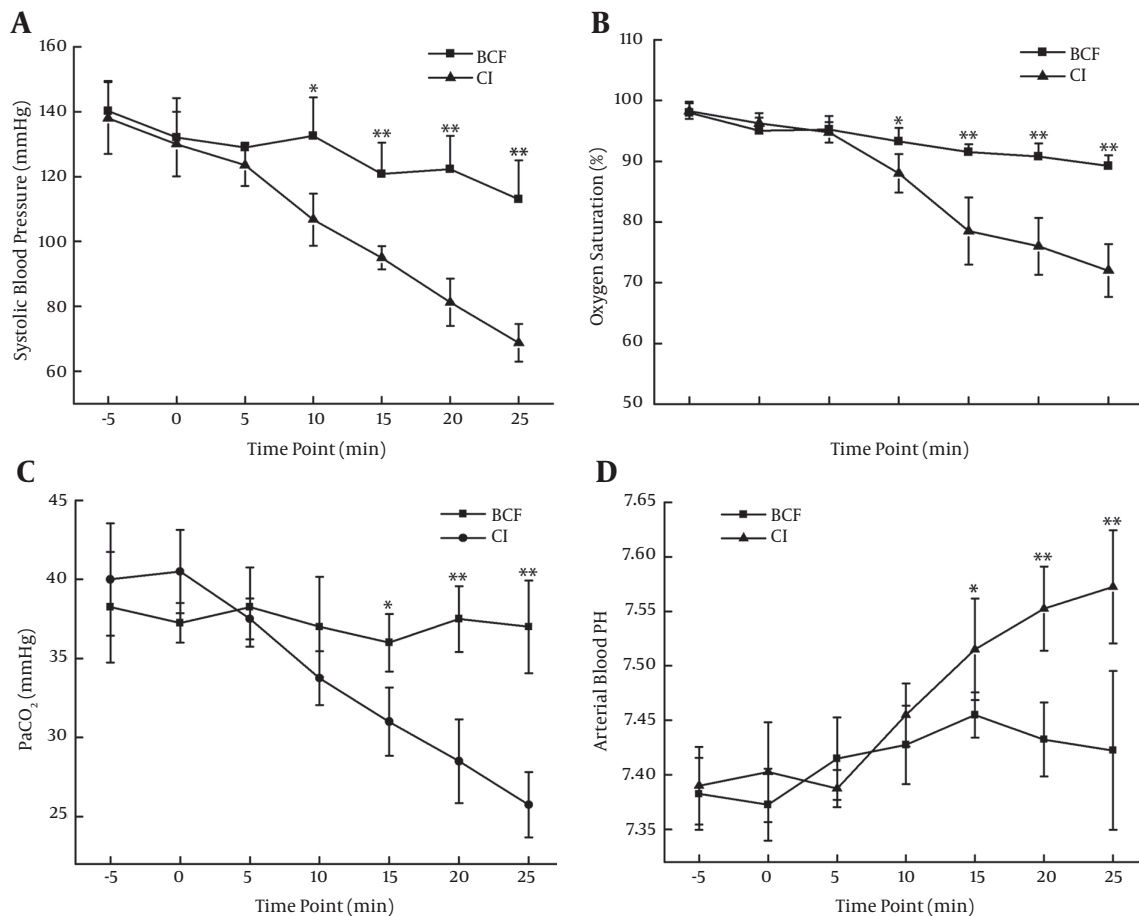 A
Systolic Blood Pressure (mmHg)
160
140
120
100
80
60
BCF
CI
*
**
**
**
-5 0 5 10 15 20 25
Time Point (min)
B
Oxygen Saturation (%)
110
100
90
80
70
60
50
BCF
CI
*
**
**
**
Time Point (min)
C
PaCO2 (mmHg)
45
40
35
30
25
BCF
CI
*
**
**
-5 0 5 10 15 20 25
Time Point (min)
D
Arterial Blood PH
7.65
7.60
7.55
7.50
7.45
7.40
7.35
BCF
CI
*
**
**
-5 0 5 10 15 20 25
Time Point (min)